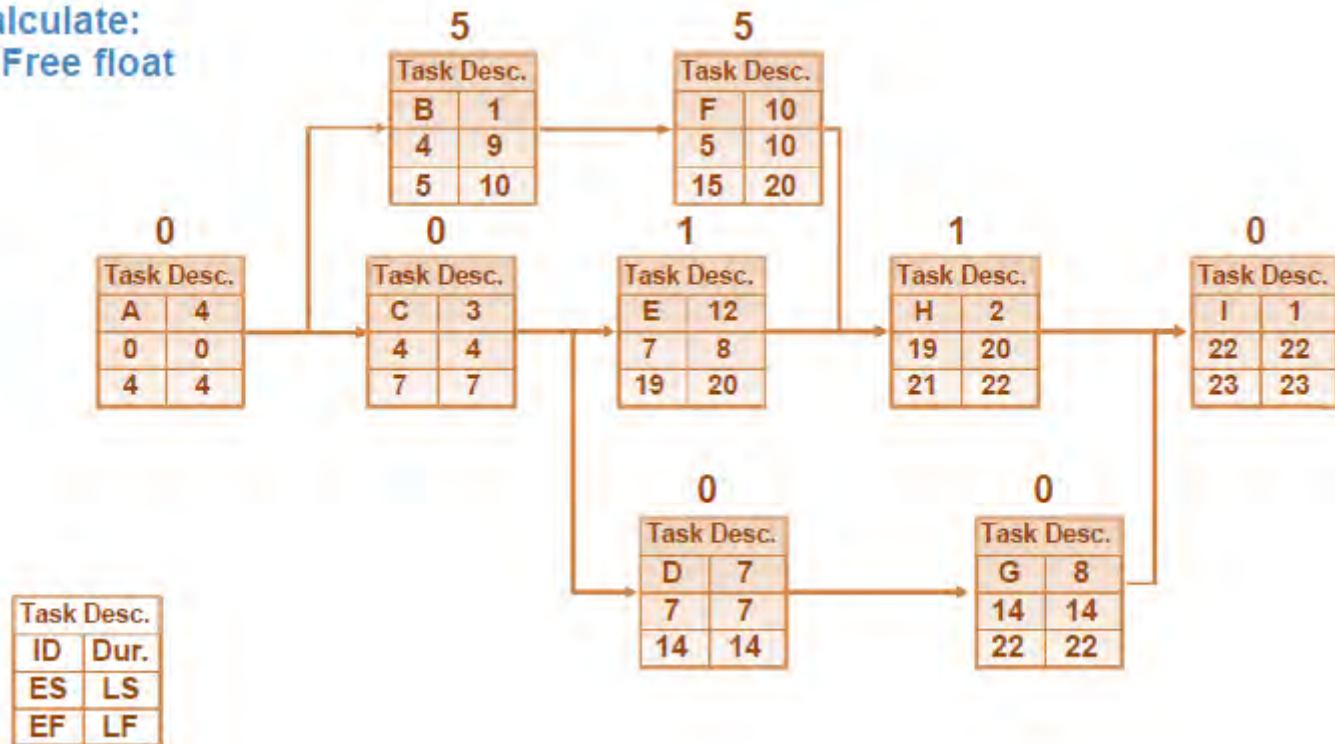 alculate:
Free float
5
5
Task Desc.
Task Desc.
B 1
F 10
4 9
5 10
5 10
15 20
0
0
1
1
0
Task Desc.
Task Desc.
Task Desc.
Task Desc.
Task Desc.
A 4
C 3
E 12
H 2
I 1
0 0
4 4
7 8
19 20
22 22
4 4
7 7
19 20
21 22
23 23
0
0
Task Desc.
Task Desc.
D 7
G 8
7 7
14 14
14 14
22 22
Task Desc.
ID Dur.
ES LS
EF LF